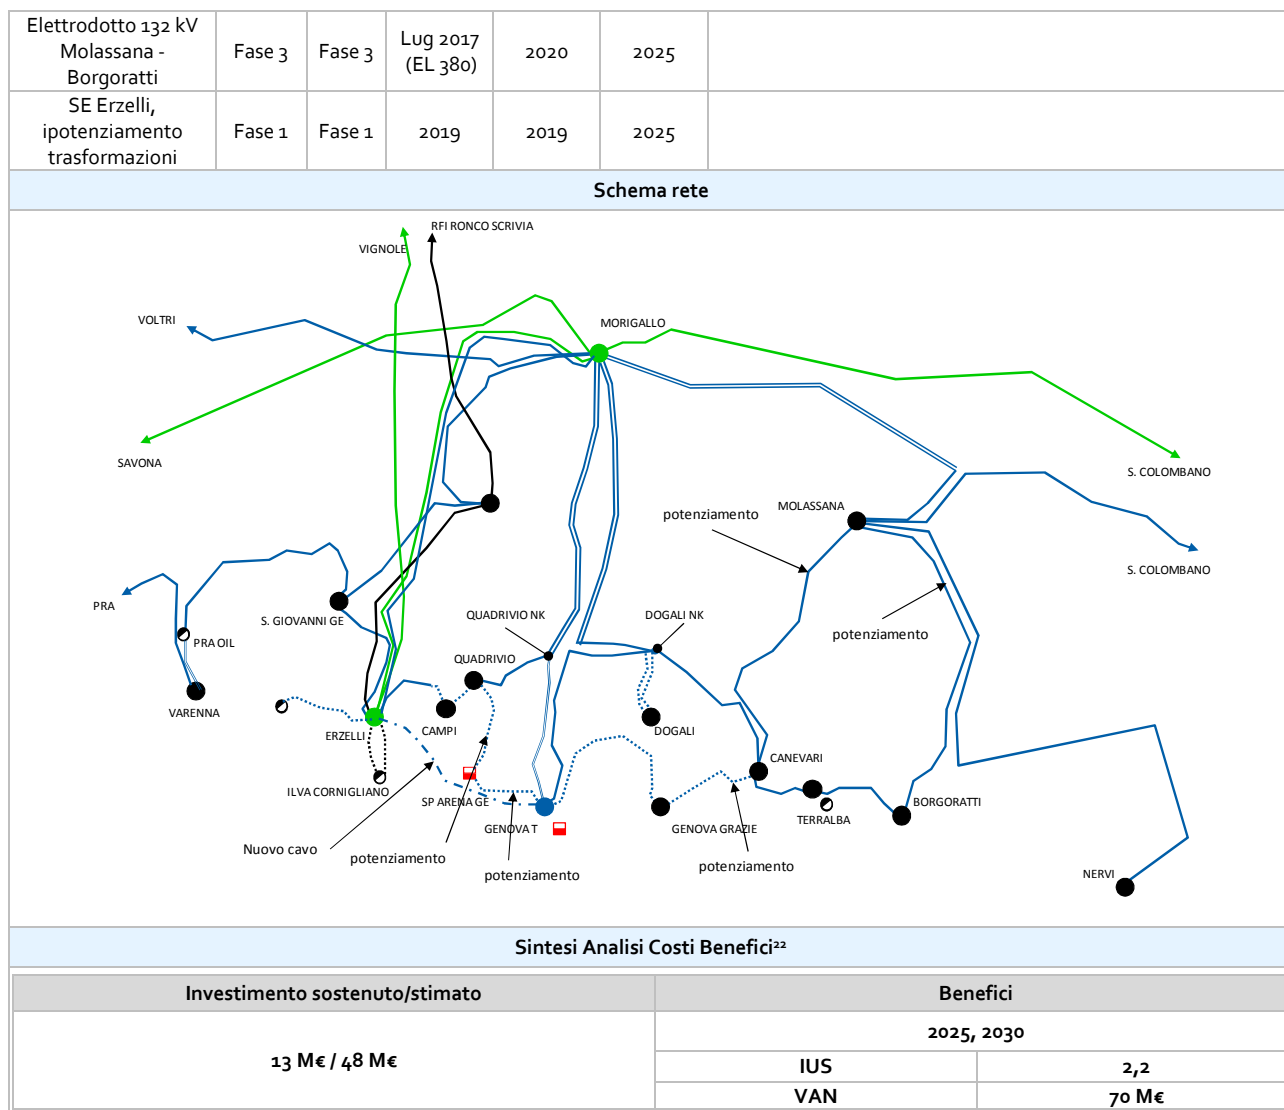 Elettrodotto 132 kV
Molassana -
Borgoratti
Fase 3
Fase 3
Lug 2017
(EL 380)
2020
2025
SE Erzelli,
ipotenziamento
trasformazioni
Fase 1
Fase 1
2019
2019
2025
Schema rete
RFI RONCO SCRIVIA
VIGNOLE
VOLTRI
MORIGALLO
SAVONA
S. COLOMBANO
MOLASSANA
potenziamento
S. COLOMBANO
PRA
S. GIOVANNI GE
QUADRIVIO NK
DOGALI NK
potenziamento
PRA OIL
QUADRIVIO
VARENNA
ERZELLI
CAMPI
DOGALI
CANEVARI
ILVA CORNIGLIANO
SP ARENA GE
GENOVA T
GENOVA GRAZIE
TERRALBA
BORGORATTI
Nuovo cavo
potenziamento
potenziamento
potenziamento
NERVI
Sintesi Analisi Costi Benefici²²
Investimento sostenuto/stimato
Benefici
13 M€ / 48 M€
2025, 2030
IUS
2,2
VAN
70 M€